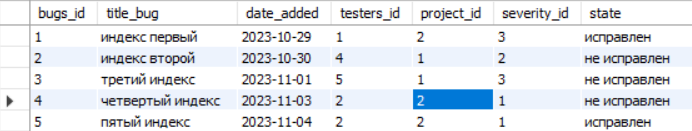 bugs_id title_bug date_added testers_id project_id severity_id state
1 индекс первый 2023-10-29 1 2 3 исправлен
2 индекс второй 2023-10-30 4 1 2 не исправлен
3 третий индекс 2023-11-01 5 1 3 не исправлен
4 четвертый индекс 2023-11-03 2 2 1 не исправлен
5 пятый индекс 2023-11-04 2 2 1 исправлен